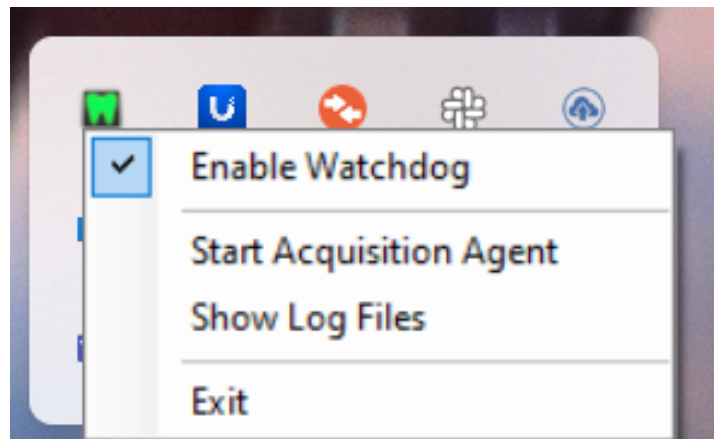 Enable Watchdog
Start Acquisition Agent
Show Log Files
Exit